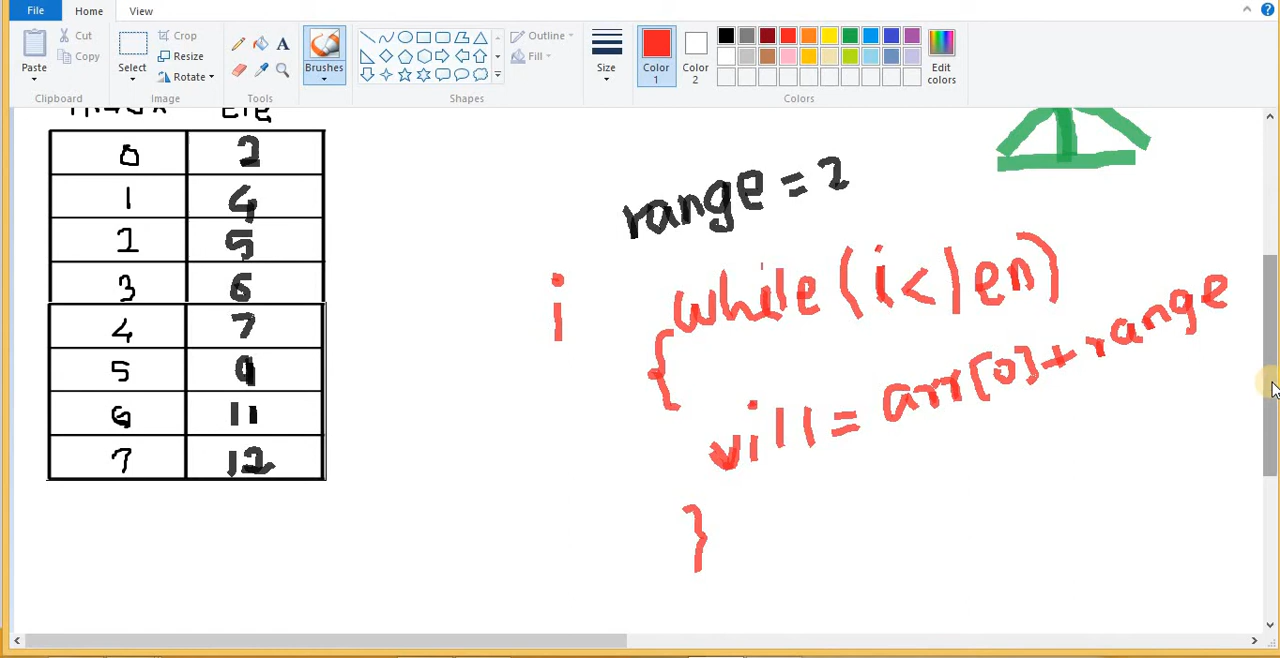 File Home View
Paste Cut Copy
Clipboard
Select Crop Resize Rotate
Image
A
Tools
Brushes
Outline Fill
Shapes
Size
Color 1
Color 2
Edit colors
Colors
0 2
1 4
2 5
3 6
4 7
5 9
6 11
7 12
range = 2
i
while(i<len)
{
vill = arr[0] + range
}